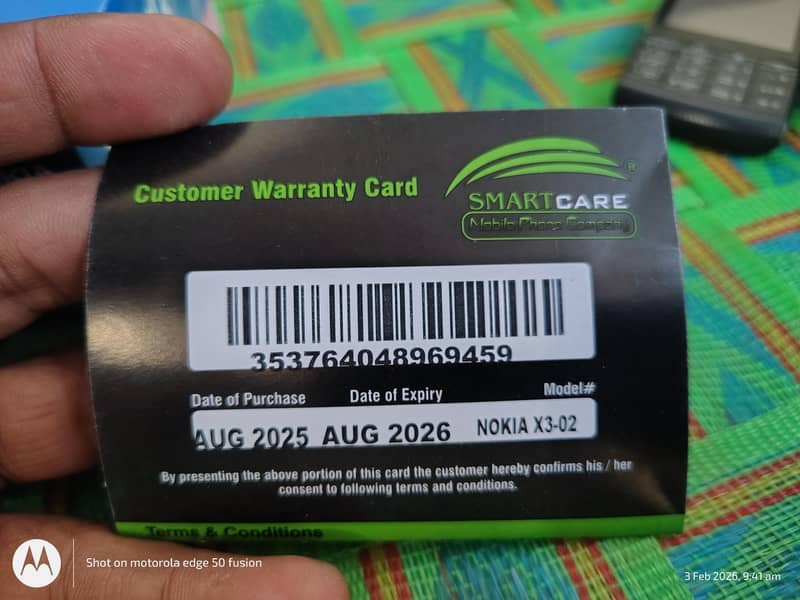 Customer Warranty Card
SMARTCARE
Mobile Phone Company
353764048969459
Date of Purchase Date of Expiry Model#
AUG 2025 AUG 2026 NOKIA X3-02
By presenting the above portion of this card the customer hereby confirms his / her
consent to following terms and conditions.
Terms & Conditions
Shot on motorola edge 50 fusion
3 Feb 2026, 9:41 am